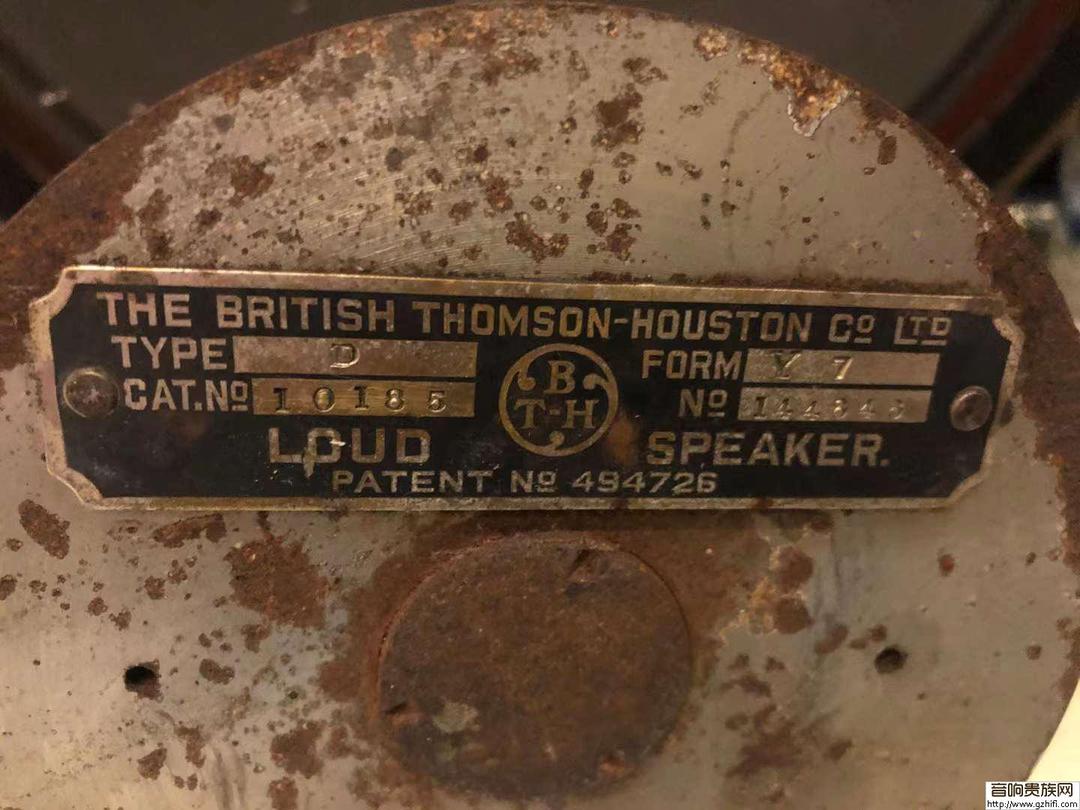 THE BRITISH THOMSON-HOUSTON Cº LTD
TYPE D FORM Y 7
CAT.Nº 10185 Nº
B
T-H
LOUD SPEAKER.
PATENT Nº 494726
音响贵族网
http://www.gzhifi.com